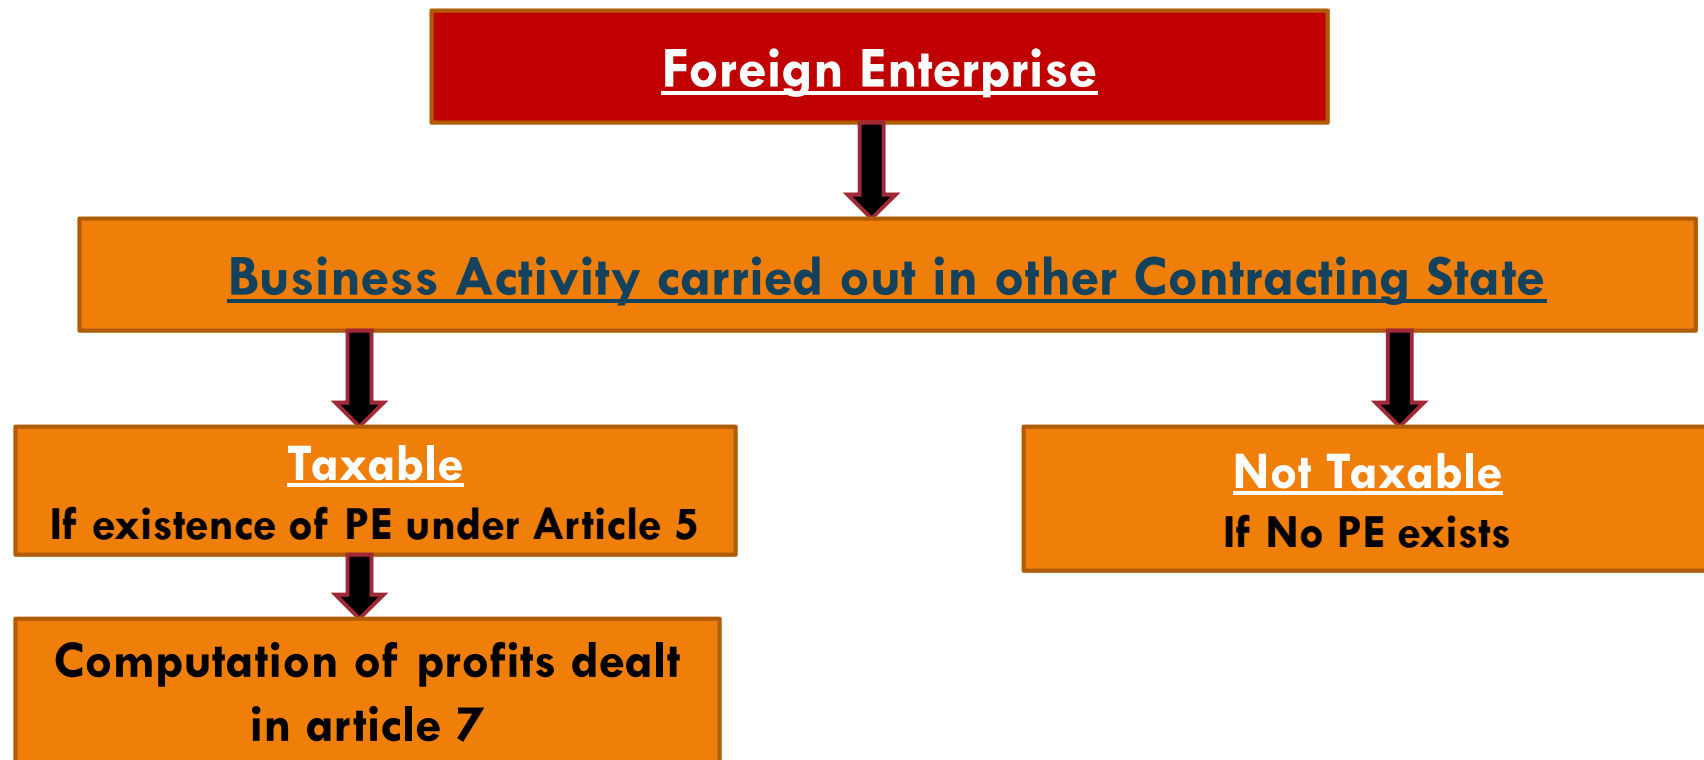 Foreign Enterprise
Business Activity carried out in other Contracting State
Taxable
If existence of PE under Article 5
Not Taxable
If No PE exists
Computation of profits dealt
in article 7